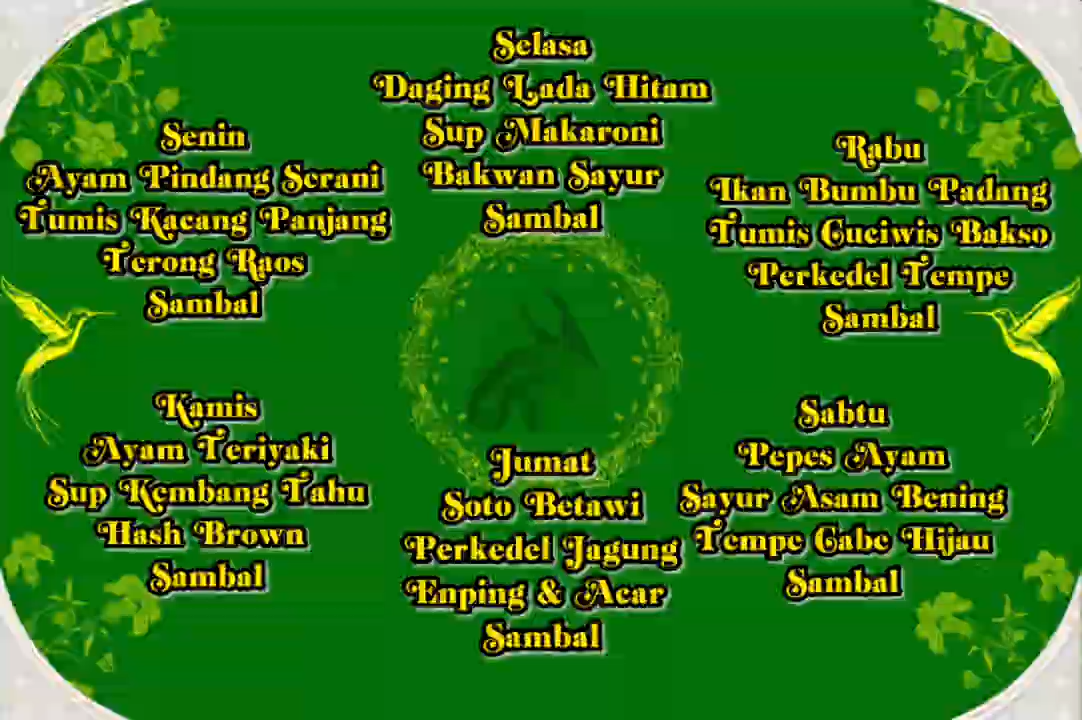 Senin
Ayam Pindang Serani
Tumis Kacang Panjang
Terong Raos
Sambal
Selasa
Daging Lada Hitam
Sup Makaroni
Bakwan Sayur
Sambal
Rabu
Ikan Bumbu Padang
Tumis Cuciwis Bakso
Perkedel Tempe
Sambal
Kamis
Ayam Teriyaki
Sup Kembang Tahu
Hash Brown
Sambal
Jumat
Soto Betawi
Perkedel Jagung
Enping & Acar
Sambal
Sabtu
Pepes Ayam
Sayur Asam Bening
Tempe Cabe Hijau
Sambal